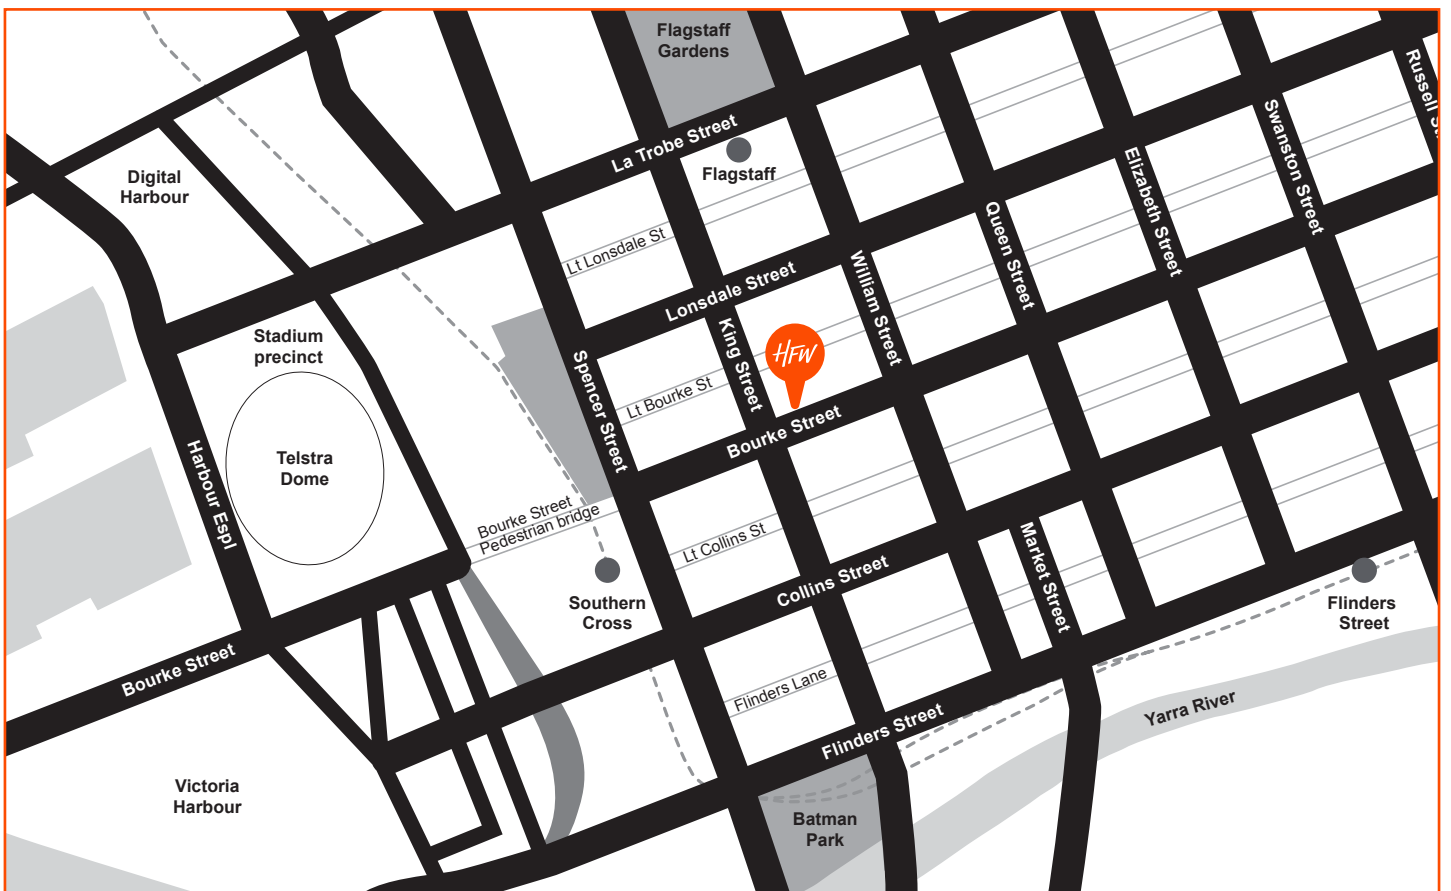 Flagstaff
Gardens
La Trobe Street
Flagstaff
Russell St
Swanston Street
Elizabeth Street
Queen Street
William Street
Digital
Harbour
Lt Lonsdale St
Lonsdale Street
King Street
HFW
Stadium
precinct
Spencer Street
Lt Bourke St
Bourke Street
Telstra
Dome
Harbour Espl
Bourke Street
Pedestrian bridge
Lt Collins St
Collins Street
Market Street
Southern
Cross
Flinders
Street
Bourke Street
Flinders Lane
Flinders Street
Yarra River
Victoria
Harbour
Batman
Park